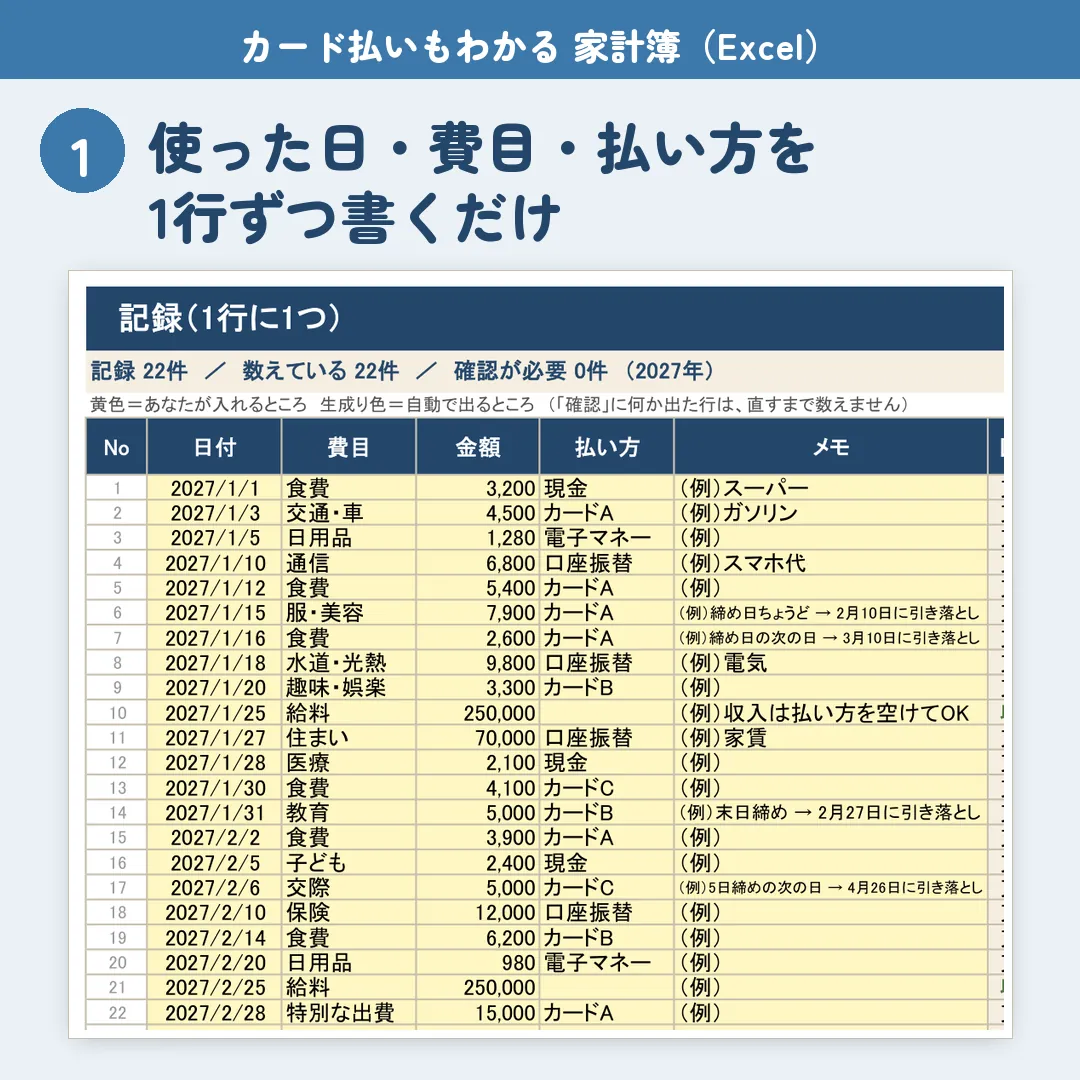 カード払いもわかる 家計簿（Excel）
1 使った日・費目・払い方を
1行ずつ書くだけ
記録（1行に1つ）
記録 22件 ／ 数えている 22件 ／ 確認が必要 0件 （2027年）
黄色＝あなたが入れるところ 生成り色＝自動で出るところ （「確認」に何か出た行は、直すまで数えません）
No 日付 費目 金額 払い方 メモ
1 2027/1/1 食費 3,200 現金 （例）スーパー
2 2027/1/3 交通・車 4,500 カードA （例）ガソリン
3 2027/1/5 日用品 1,280 電子マネー （例）
4 2027/1/10 通信 6,800 口座振替 （例）スマホ代
5 2027/1/12 食費 5,400 カードA （例）
6 2027/1/15 服・美容 7,900 カードA （例）締め日ちょうど → 2月10日に引き落とし
7 2027/1/16 食費 2,600 カードA （例）締め日の次の日 → 3月10日に引き落とし
8 2027/1/18 水道・光熱 9,800 口座振替 （例）電気
9 2027/1/20 趣味・娯楽 3,300 カードB （例）
10 2027/1/25 給料 250,000 （例）収入は払い方を空けてOK
11 2027/1/27 住まい 70,000 口座振替 （例）家賃
12 2027/1/28 医療 2,100 現金 （例）
13 2027/1/30 食費 4,100 カードC （例）
14 2027/1/31 教育 5,000 カードB （例）末日締め → 2月27日に引き落とし
15 2027/2/2 食費 3,900 カードA （例）
16 2027/2/5 子ども 2,400 現金 （例）
17 2027/2/6 交際 5,000 カードC （例）5日締めの次の日 → 4月26日に引き落とし
18 2027/2/10 保険 12,000 口座振替 （例）
19 2027/2/14 食費 6,200 カードB （例）
20 2027/2/20 日用品 980 電子マネー （例）
21 2027/2/25 給料 250,000 （例）
22 2027/2/28 特別な出費 15,000 カードA （例）